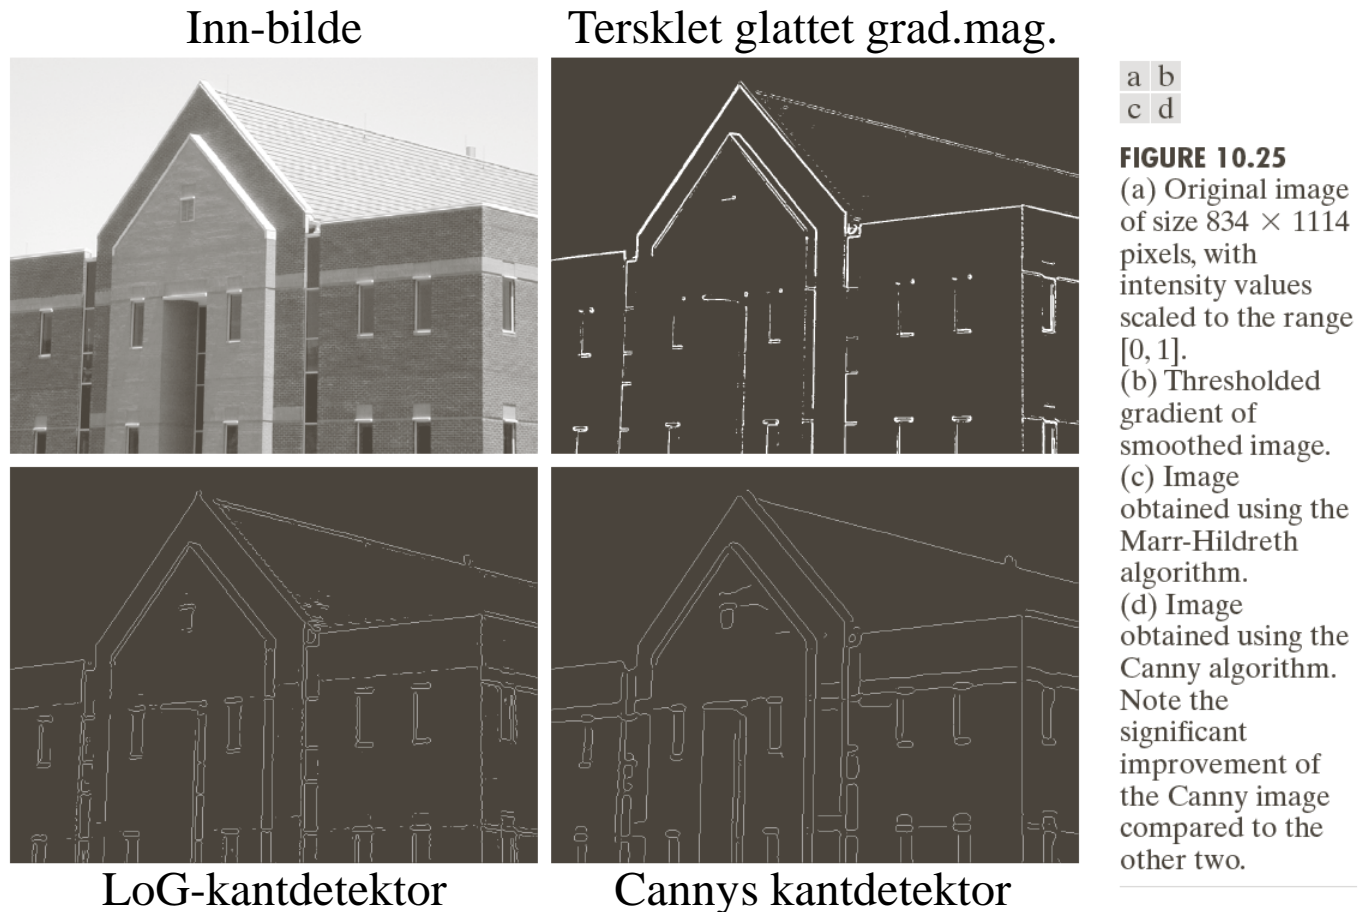 Inn-bilde
Tersklet glattet grad.mag.
a b
c d
FIGURE 10.25
(a) Original image
of size 834 × 1114
pixels, with
intensity values
scaled to the range
[0, 1].
(b) Thresholded
gradient of
smoothed image.
(c) Image
obtained using the
Marr-Hildreth
algorithm.
(d) Image
obtained using the
Canny algorithm.
Note the
significant
improvement of
the Canny image
compared to the
other two.
LoG-kantdetektor
Cannys kantdetektor